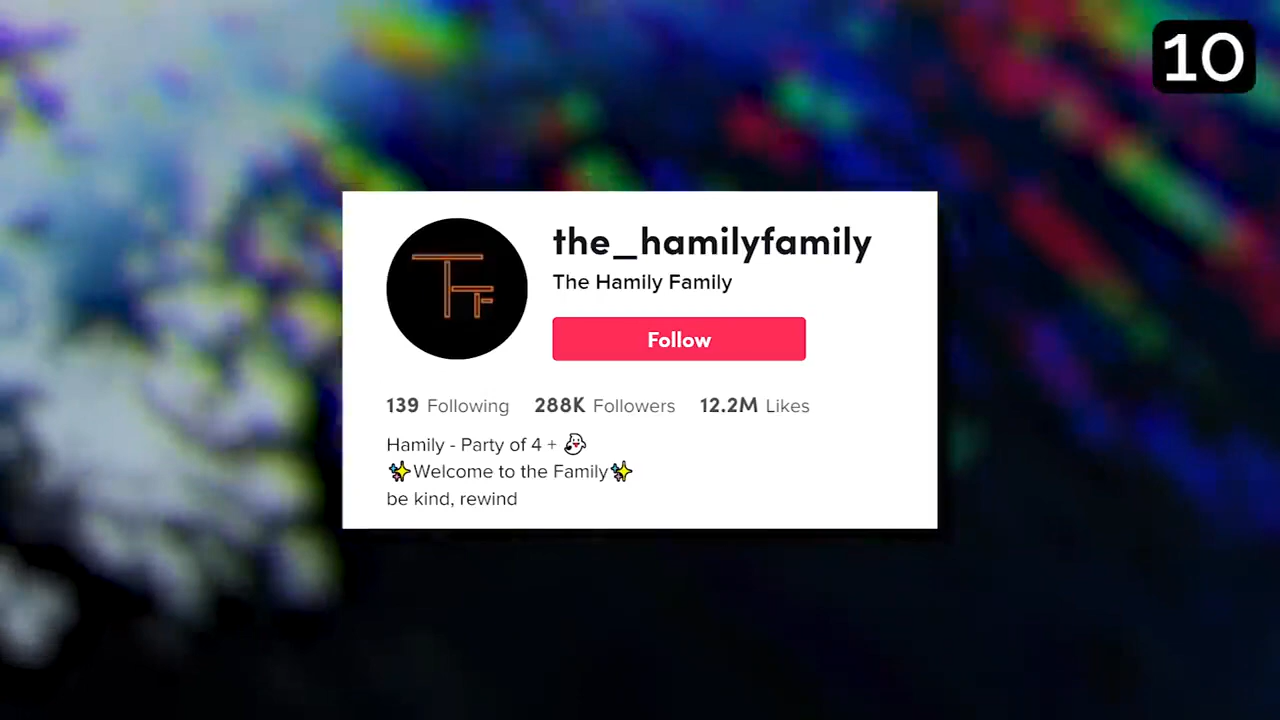 10
the_hamilyfamily
The Hamily Family
Follow
139 Following 288K Followers 12.2M Likes
Hamily - Party of 4 + 👻
✨Welcome to the Family✨
be kind, rewind